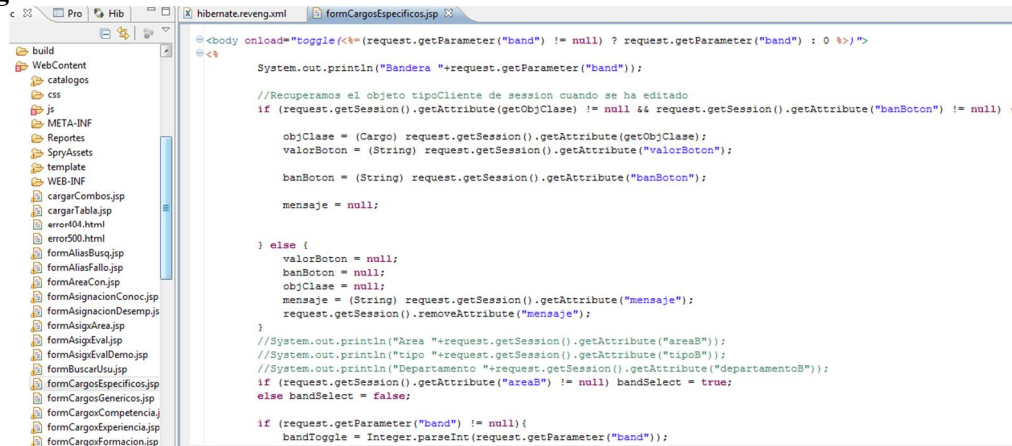 c
Pro
Hib
hibernate.reveng.xml
formCargosEspecificos.jsp
build
WebContent
catalogos
css
js
META-INF
Reportes
SpryAssets
template
WEB-INF
cargarCombos.jsp
cargarTabla.jsp
error404.html
error500.html
formAliasBusq.jsp
formAliasFallo.jsp
formAreaCon.jsp
formAsignacionConoc.jsp
formAsignacionDesemp.js
formAsigxArea.jsp
formAsigxEval.jsp
formAsigxEvalDemo.jsp
formBuscarUsu.jsp
formCargosEspecificos.jsp
formCargosGenericos.jsp
formCargoxCompetencia.j
formCargoxExperiencia.jsp
formCargoxFormacion.jsp
<body onload="toggle(<%=(request.getParameter("band") != null) ? request.getParameter("band") : 0 %>)">
<%
System.out.println("Bandera "+request.getParameter("band"));
//Recuperamos el objeto tipoCliente de session cuando se ha editado
if (request.getSession().getAttribute(getObjClase) != null && request.getSession().getAttribute("banBoton") != null)
objClase = (Cargo) request.getSession().getAttribute(getObjClase);
valorBoton = (String) request.getSession().getAttribute("valorBoton");
banBoton = (String) request.getSession().getAttribute("banBoton");
mensaje = null;
} else {
valorBoton = null;
banBoton = null;
objClase = null;
mensaje = (String) request.getSession().getAttribute("mensaje");
request.getSession().removeAttribute("mensaje");
}
//System.out.println("Area "+request.getSession().getAttribute("areaB"));
//System.out.println("tipo "+request.getSession().getAttribute("tipoB"));
//System.out.println("Departamento "+request.getSession().getAttribute("departamentoB"));
if (request.getSession().getAttribute("areaB") != null) bandSelect = true;
else bandSelect = false;
if (request.getParameter("band") != null){
bandToggle = Integer.parseInt(request.getParameter("band"));